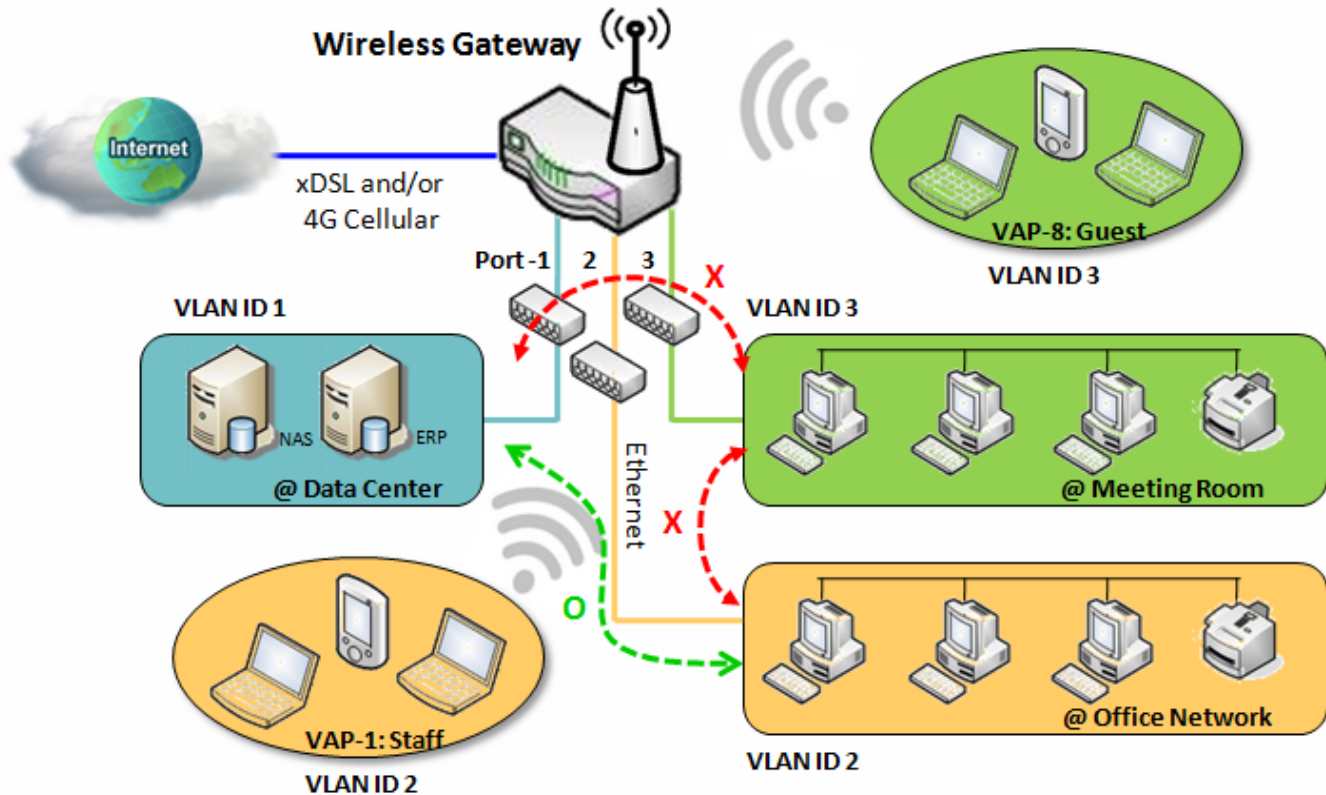 Wireless Gateway
Internet
xDSL and/or
4G Cellular
VAP-8: Guest
VLAN ID 3
Port -1 2 3
X
VLAN ID 1
VLAN ID 3
NAS
ERP
@ Data Center
@ Meeting Room
Ethernet
X
O
@ Office Network
VAP-1: Staff
VLAN ID 2
VLAN ID 2